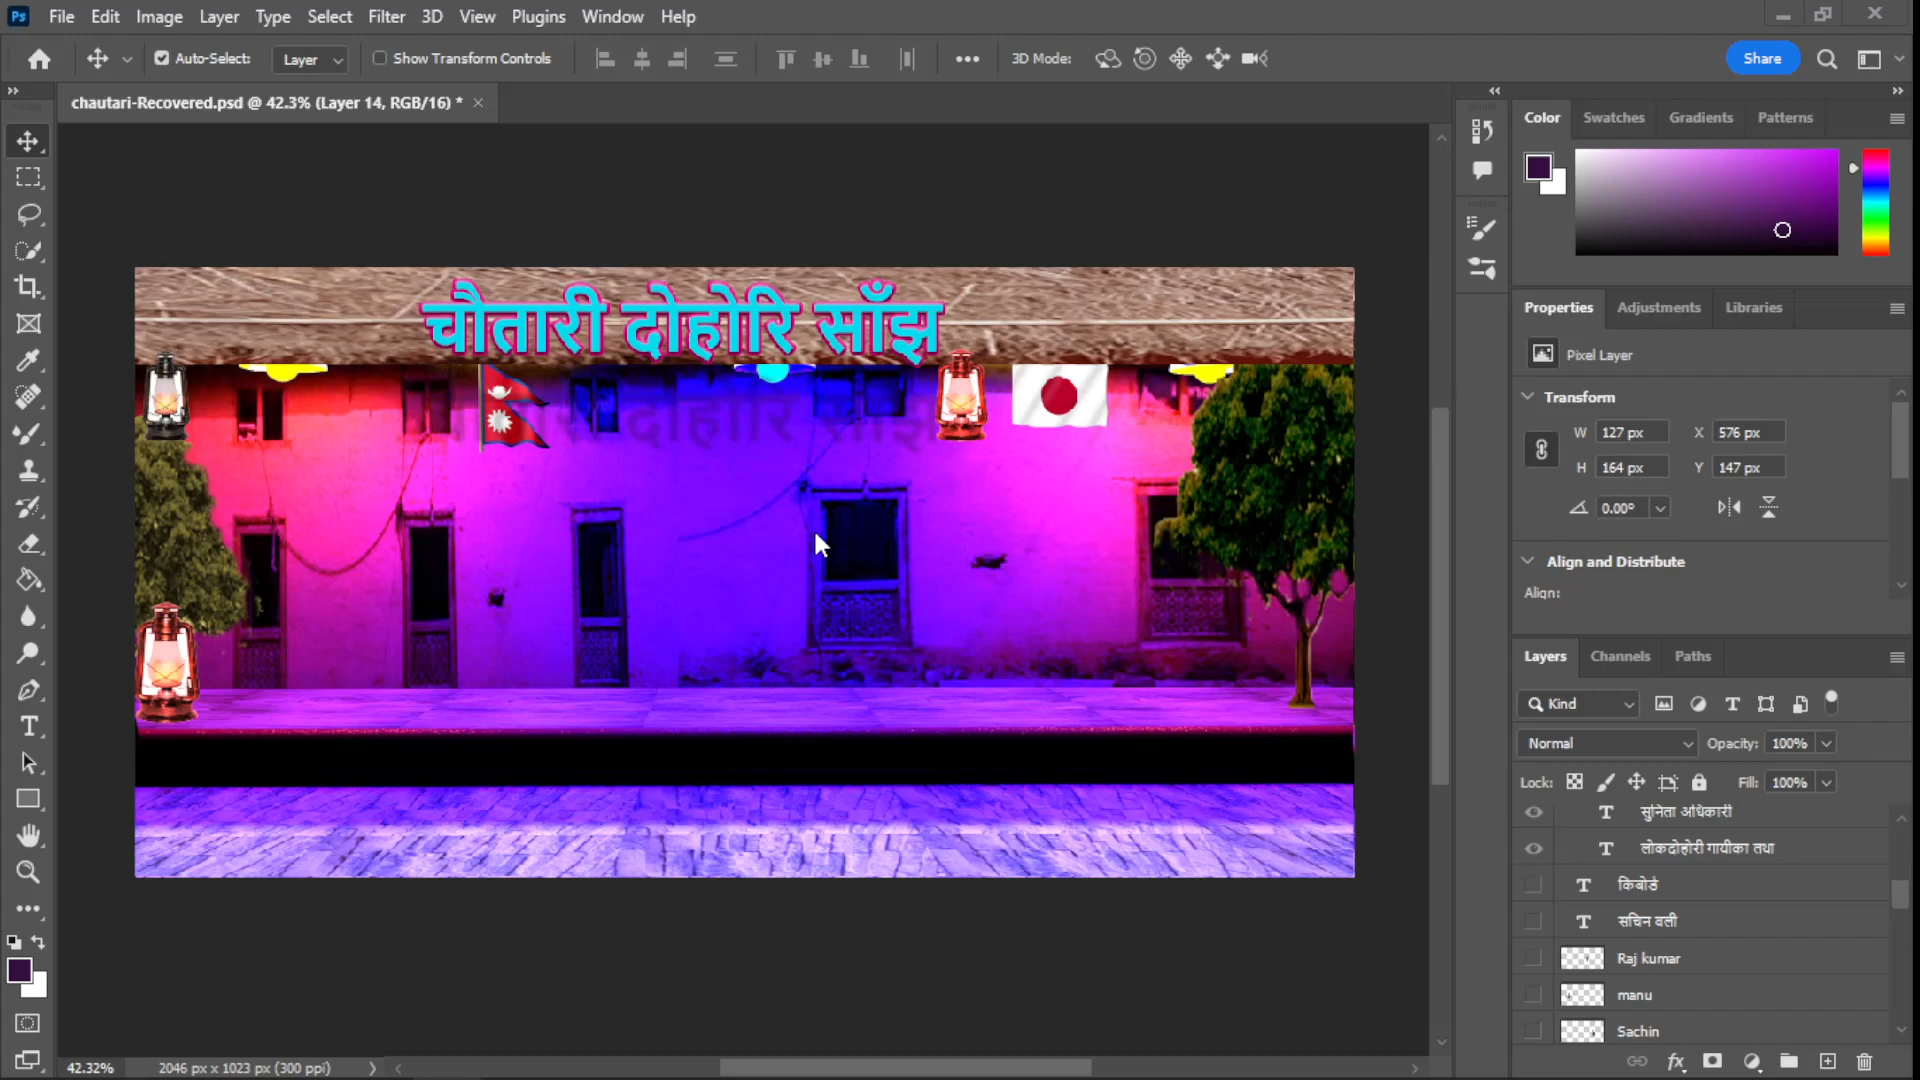 Ps File Edit Image Layer Type Select Filter 3D View Plugins Window Help
Auto-Select: Layer Show Transform Controls 3D Mode: Share
chautari-Recovered.psd @ 42.3% (Layer 14, RGB/16) *
Color Swatches Gradients Patterns
चौतारी दोहोरि साँझ
Properties Adjustments Libraries
Pixel Layer
Transform
W 127 px X 576 px
H 164 px Y 147 px
0.00°
Align and Distribute
Align:
Layers Channels Paths
Kind
Normal Opacity: 100%
Lock: Fill: 100%
सुनिता अधिकारी
लोकदोहोरी गायीका तथा
किबोर्ड
सचिन वली
Raj kumar
manu
Sachin
42.32% 2046 px x 1023 px (300 ppi)